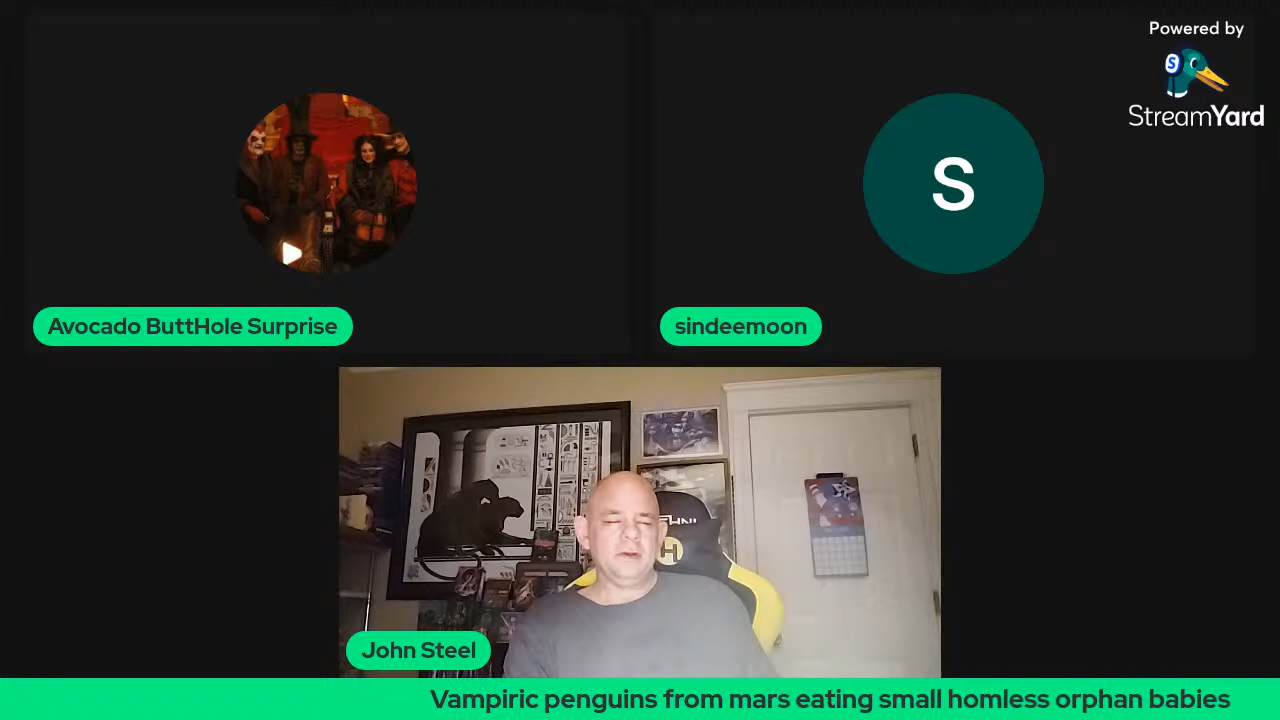 Powered by
S
StreamYard
S
Avocado ButtHole Surprise
sindeemoon
H
John Steel
Vampiric penguins from mars eating small homless orphan babies